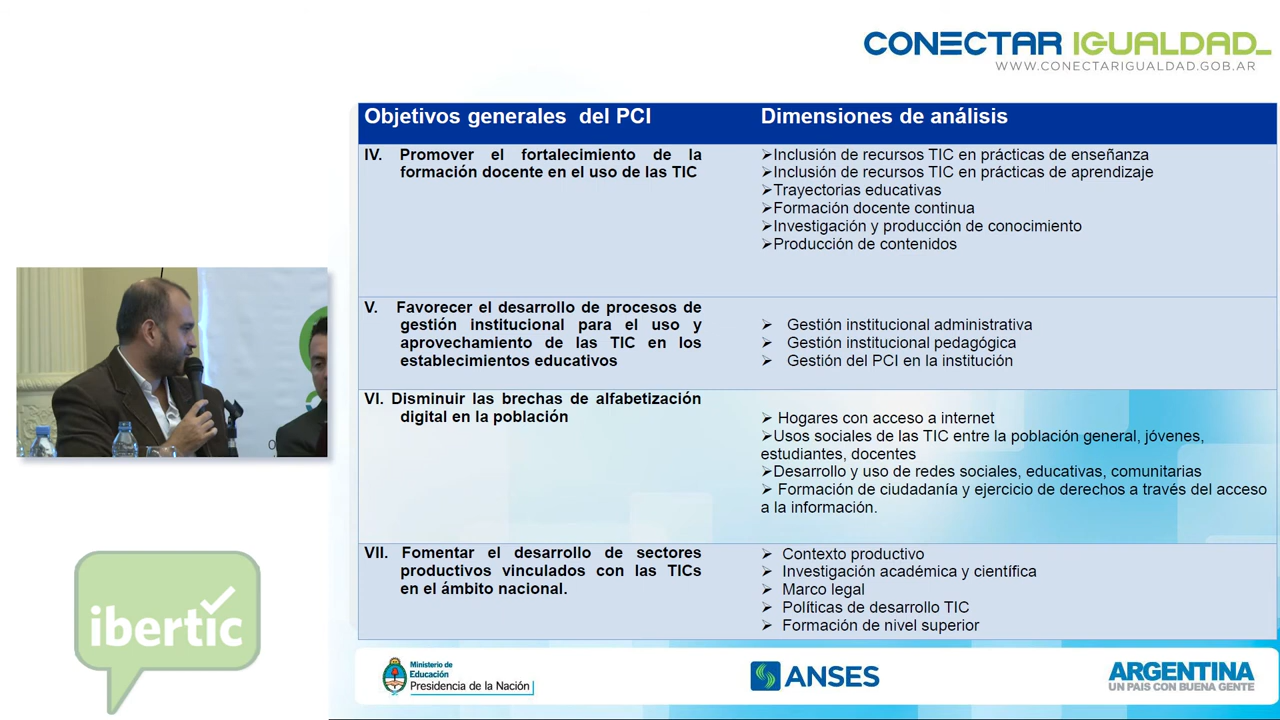 CONECTAR IGUALDAD_
WWW.CONECTARIGUALDAD.GOB.AR
Objetivos generales del PCI
Dimensiones de análisis
IV. Promover el fortalecimiento de la
formación docente en el uso de las TIC
➢Inclusión de recursos TIC en prácticas de enseñanza
➢Inclusión de recursos TIC en prácticas de aprendizaje
➢Trayectorias educativas
➢Formación docente continua
➢Investigación y producción de conocimiento
➢Producción de contenidos
V. Favorecer el desarrollo de procesos de
gestión institucional para el uso y
aprovechamiento de las TIC en los
establecimientos educativos
➢ Gestión institucional administrativa
➢ Gestión institucional pedagógica
➢ Gestión del PCI en la institución
VI. Disminuir las brechas de alfabetización
digital en la población
➢ Hogares con acceso a internet
➢Usos sociales de las TIC entre la población general, jóvenes,
estudiantes, docentes
➢Desarrollo y uso de redes sociales, educativas, comunitarias
➢ Formación de ciudadanía y ejercicio de derechos a través del acceso
a la información.
VII. Fomentar el desarrollo de sectores
productivos vinculados con las TICs
en el ámbito nacional.
➢ Contexto productivo
➢ Investigación académica y científica
➢ Marco legal
➢ Políticas de desarrollo TIC
➢ Formación de nivel superior
ibertic
Ministerio de
Educación
Presidencia de la Nación
ANSES
ARGENTINA
UN PAIS CON BUENA GENTE